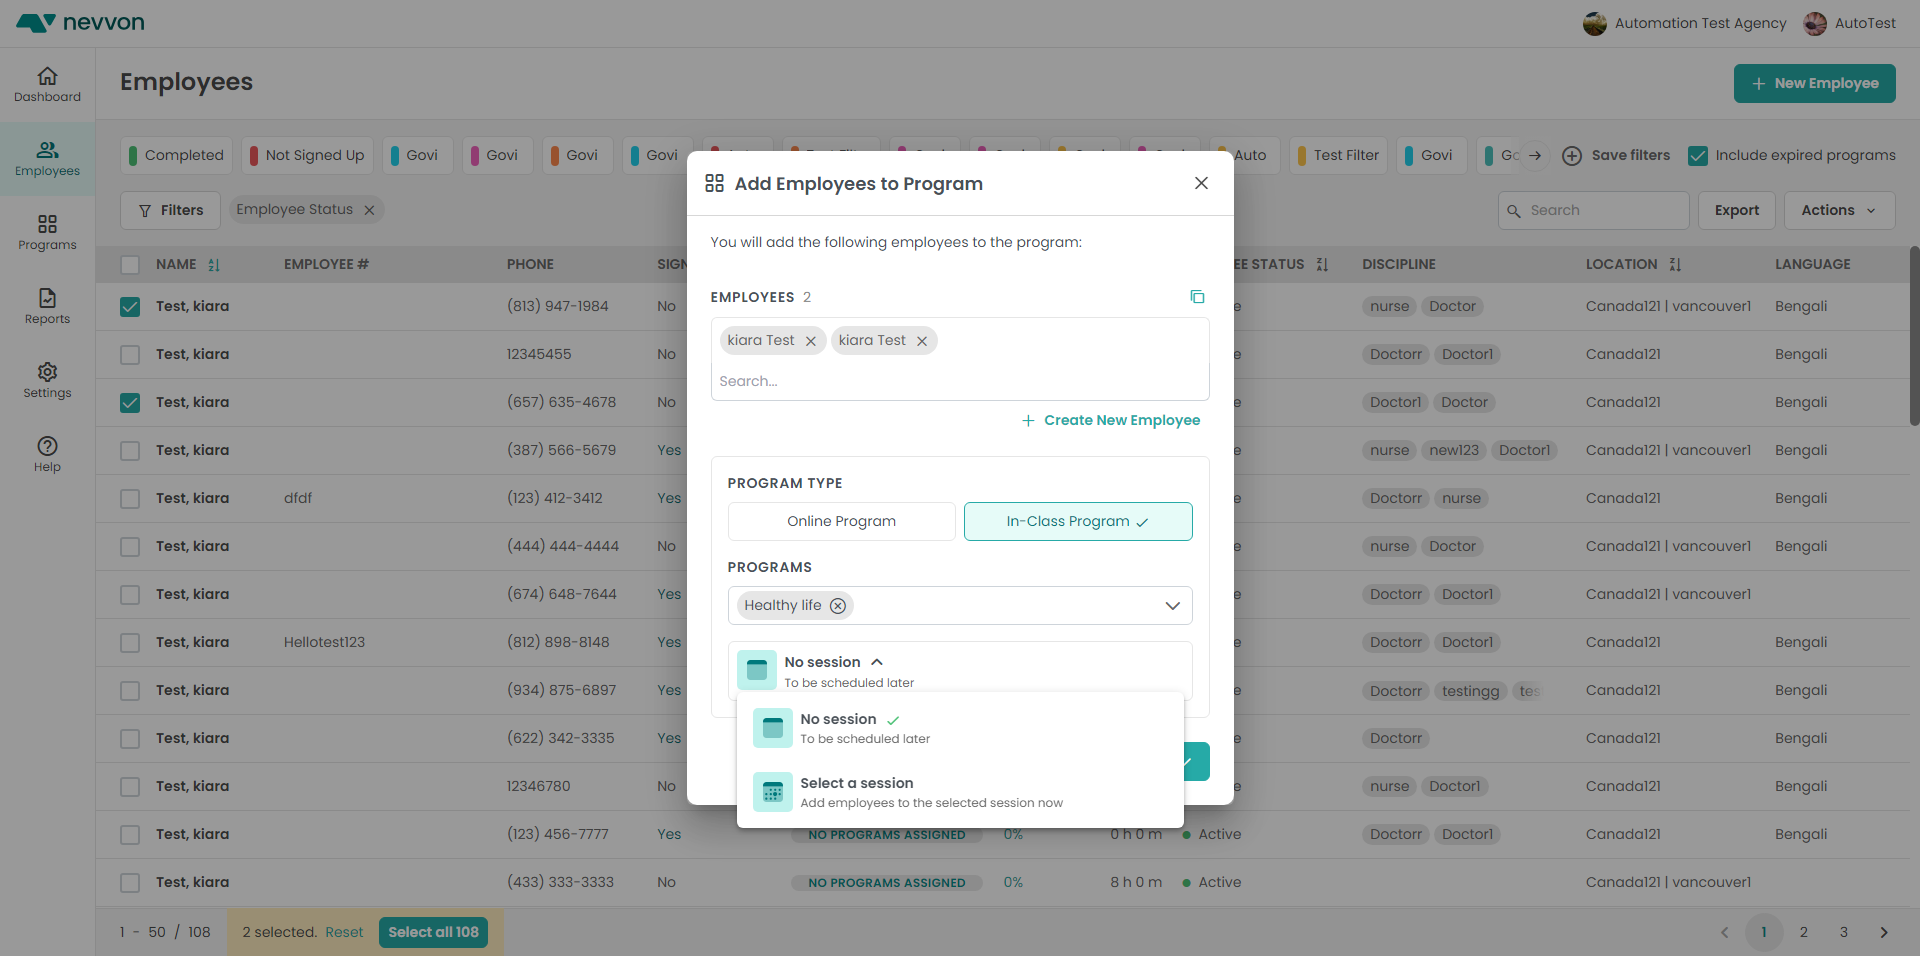 nevvon
Automation Test Agency
AutoTest
Dashboard
Employees
Programs
Reports
Settings
Help
Employees
New Employee
Completed
Not Signed Up
Govi
Govi
Govi
Govi
Auto
Test Filter
Govi
Save filters
Include expired programs
Filters
Employee Status
Search
Export
Actions
NAME EMPLOYEE # PHONE SIGN EE STATUS DISCIPLINE LOCATION LANGUAGE
Test, kiara (813) 947-1984 No nurse Doctor Canada121 | vancouver1 Bengali
Test, kiara 12345455 No e Doctorr Doctor1 Canada121 Bengali
Test, kiara (657) 635-4678 No e Doctor1 Doctor Canada121 Bengali
Test, kiara (387) 566-5679 Yes e nurse new123 Doctor1 Canada121 | vancouver1 Bengali
Test, kiara dfdf (123) 412-3412 Yes e Doctorr nurse Canada121 Bengali
Test, kiara (444) 444-4444 No e nurse Doctor Canada121 | vancouver1 Bengali
Test, kiara (674) 648-7644 Yes e Doctorr Doctor1 Canada121 | vancouver1
Test, kiara Hellotest123 (812) 898-8148 Yes e Doctorr Doctor1 Canada121 Bengali
Test, kiara (934) 875-6897 Yes e Doctorr testingg tes Canada121 | vancouver1 Bengali
Test, kiara (622) 342-3335 Yes e Doctorr Canada121 Bengali
Test, kiara 12346780 No e nurse Doctor1 Canada121 Bengali
Test, kiara (123) 456-7777 Yes NO PROGRAMS ASSIGNED 0% 0 h 0 m Active Doctorr Doctor1 Canada121 Bengali
Test, kiara (433) 333-3333 No NO PROGRAMS ASSIGNED 0% 8 h 0 m Active Canada121 | vancouver1
1 - 50 / 108
2 selected. Reset
Select all 108
1 2 3
Add Employees to Program
You will add the following employees to the program:
EMPLOYEES 2
kiara Test
kiara Test
Search...
Create New Employee
PROGRAM TYPE
Online Program
In-Class Program
PROGRAMS
Healthy life
No session
To be scheduled later
No session
To be scheduled later
Select a session
Add employees to the selected session now